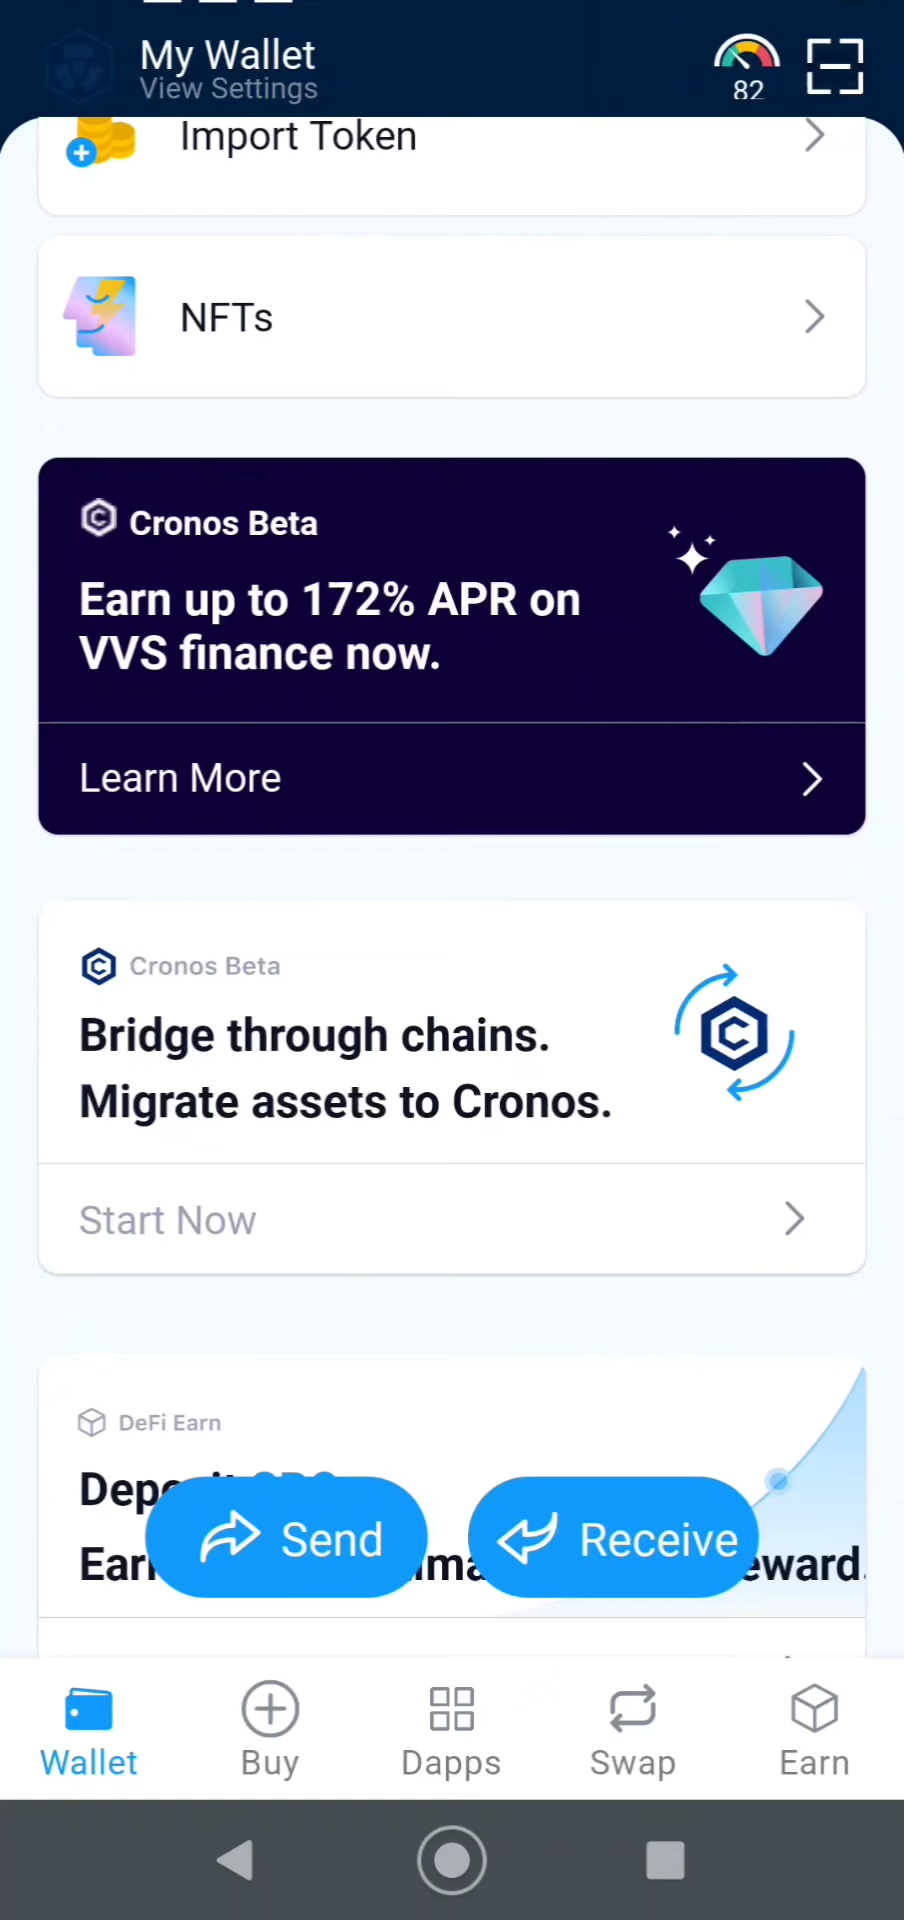 My Wallet
View Settings
82
Import Token
NFTs
Cronos Beta
Earn up to 172% APR on
VVS finance now.
Learn More
Cronos Beta
Bridge through chains.
Migrate assets to Cronos.
Start Now
DeFi Earn
Send
Receive
Wallet
Buy
Dapps
Swap
Earn